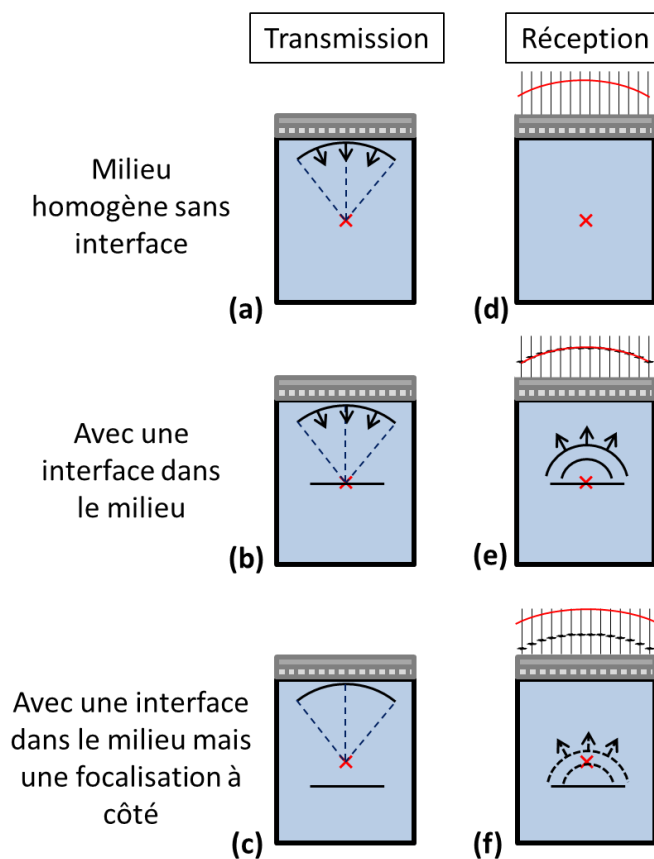 Transmission
Réception
Milieu
homogène sans
interface
(a)
(d)
Avec une
interface dans
le milieu
(b)
(e)
Avec une interface
dans le milieu mais
une focalisation à
côté
(c)
(f)